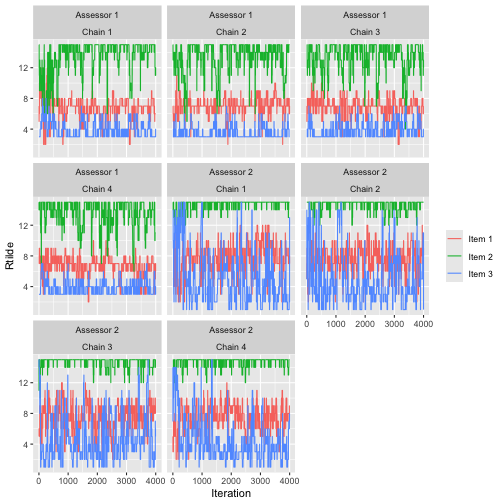 Assessor 1
Chain 1
Assessor 1
Chain 2
Assessor 1
Chain 3
12
8
4
Assessor 1
Chain 4
Assessor 2
Chain 1
Assessor 2
Chain 2
12
8
4
0 1000 2000 3000 4000
Rtilde
Item 1
Item 2
Item 3
Assessor 2
Chain 3
Assessor 2
Chain 4
12
8
4
0 1000 2000 3000 4000
0 1000 2000 3000 4000
Iteration